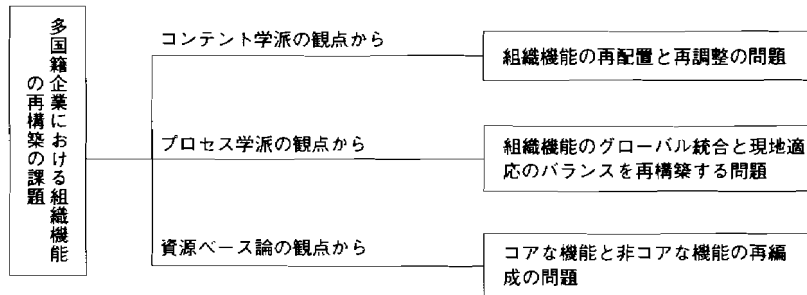 多国籍企業における組織機能
の再構築の課題
コンテント学派の観点から
組織機能の再配置と再調整の問題
プロセス学派の観点から
組織機能のグローバル統合と現地適
応のバランスを再構築する問題
資源ベース論の観点から
コアな機能と非コアな機能の再編
成の問題